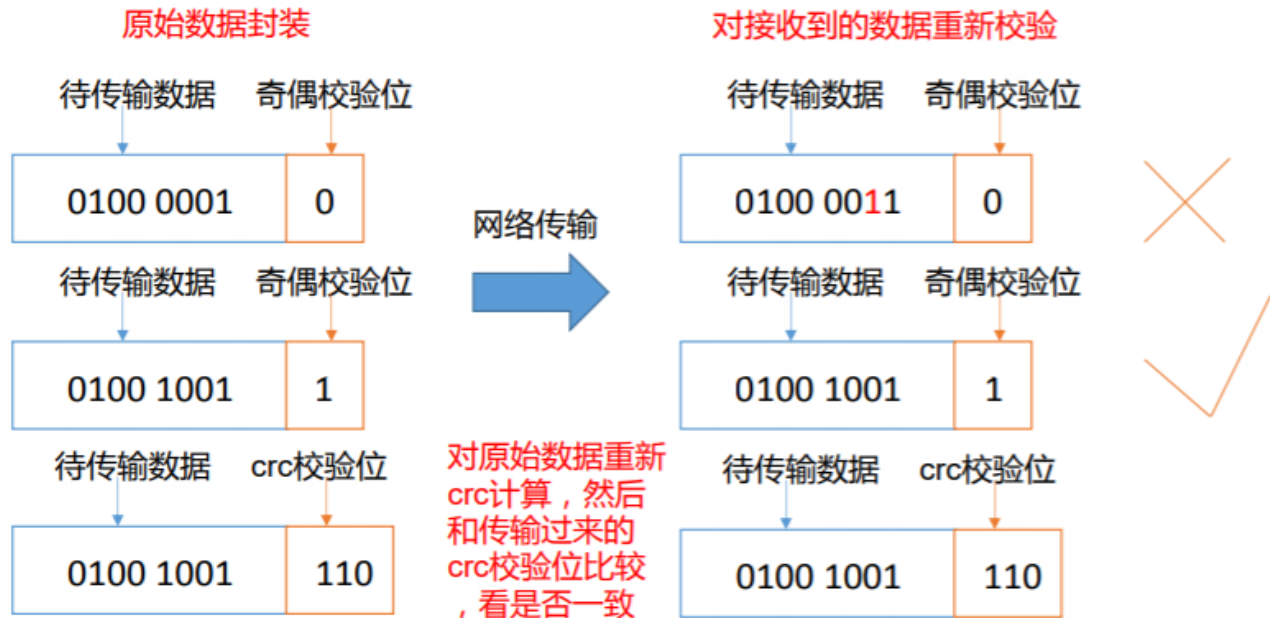 原始数据封装
对接收到的数据重新校验
待传输数据 奇偶校验位
待传输数据 奇偶校验位
0100 0001 0
0100 0011 0
网络传输
待传输数据 奇偶校验位
待传输数据 奇偶校验位
0100 1001 1
0100 1001 1
待传输数据 crc校验位
对原始数据重新
crc计算，然后
和传输过来的
crc校验位比较
，看是否一致
待传输数据 crc校验位
0100 1001 110
0100 1001 110